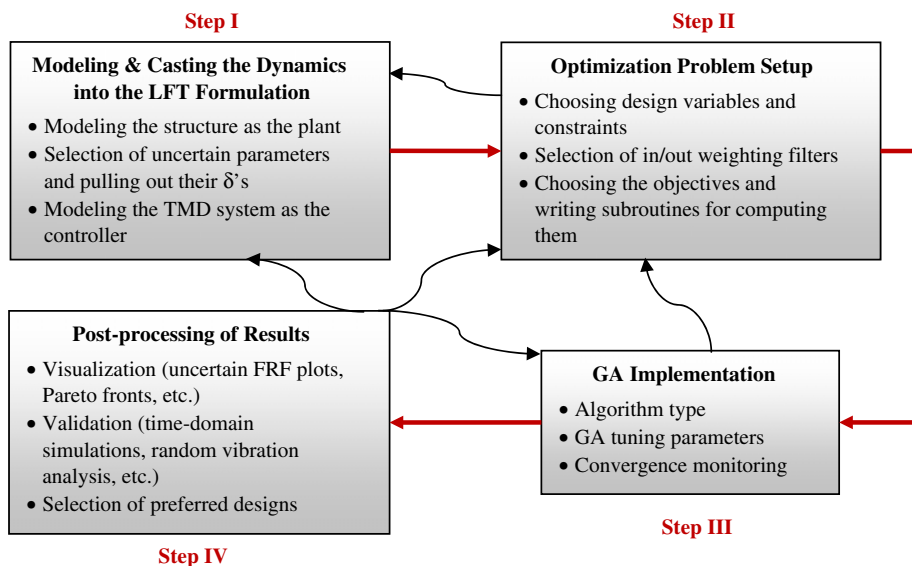 Step I
Modeling & Casting the Dynamics
into the LFT Formulation
• Modeling the structure as the plant
• Selection of uncertain parameters
and pulling out their δ's
• Modeling the TMD system as the
controller
Step II
Optimization Problem Setup
• Choosing design variables and
constraints
• Selection of in/out weighting filters
• Choosing the objectives and
writing subroutines for computing
them
GA Implementation
• Algorithm type
• GA tuning parameters
• Convergence monitoring
Step III
Post-processing of Results
• Visualization (uncertain FRF plots,
Pareto fronts, etc.)
• Validation (time-domain
simulations, random vibration
analysis, etc.)
• Selection of preferred designs
Step IV